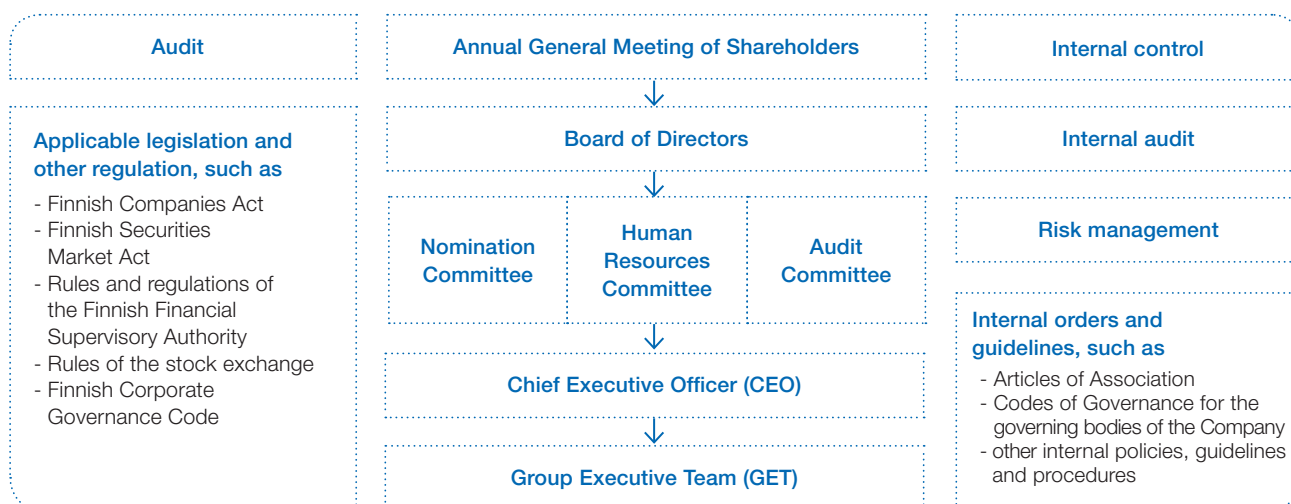 Audit
Applicable legislation and
other regulation, such as
- Finnish Companies Act
- Finnish Securities
Market Act
- Rules and regulations of
the Finnish Financial
Supervisory Authority
- Rules of the stock exchange
- Finnish Corporate
Governance Code
Annual General Meeting of Shareholders
Board of Directors
Nomination
Committee
Human
Resources
Committee
Audit
Committee
Chief Executive Officer (CEO)
Group Executive Team (GET)
Internal control
Internal audit
Risk management
Internal orders and
guidelines, such as
- Articles of Association
- Codes of Governance for the
governing bodies of the Company
- other internal policies, guidelines
and procedures